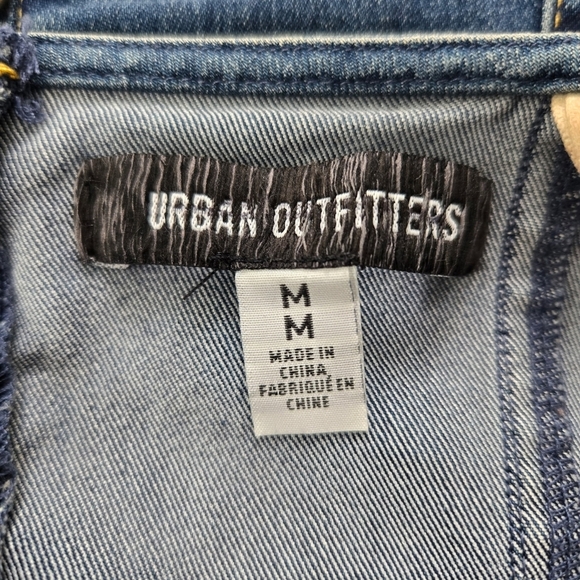 URBAN OUTFITTERS
M
M
MADE IN
CHINA,
FABRIQUÉ EN
CHINE